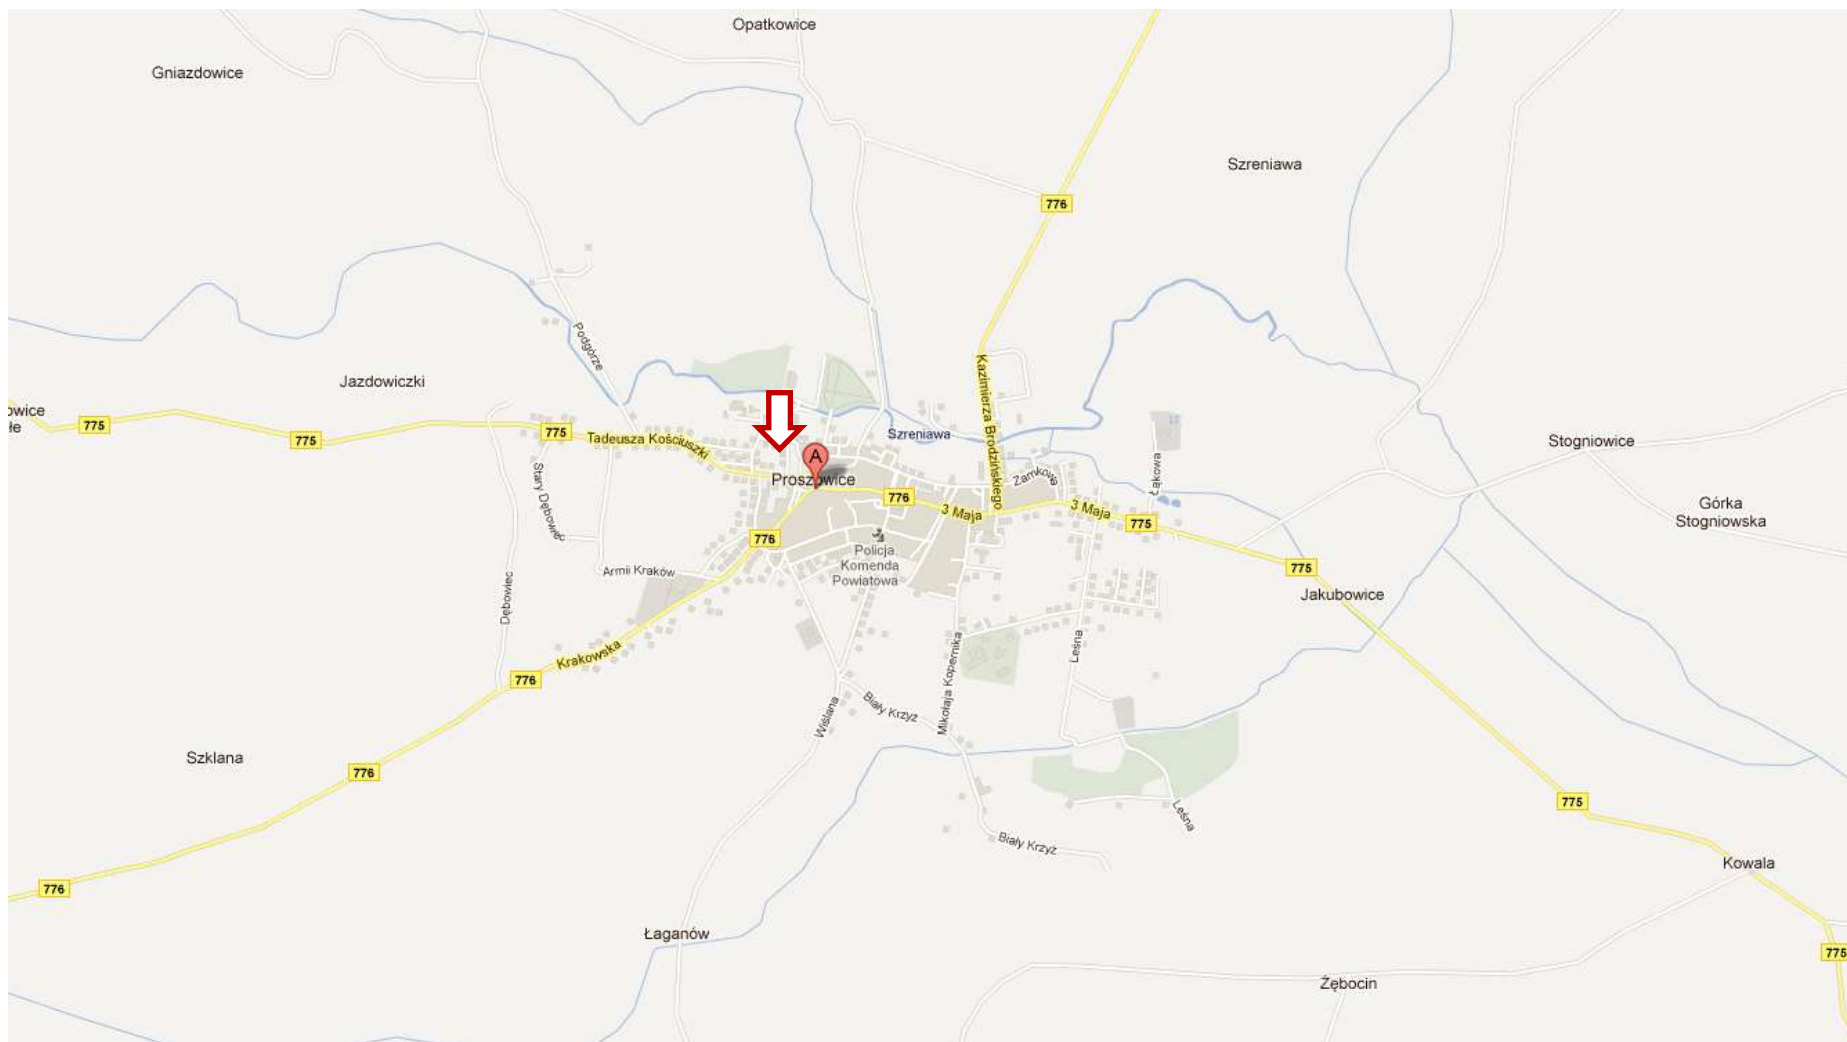 Opatkowice
Gniazdowice
Szreniawa
776
Podgórze
Jazdowiczki
Kazimierza Brodzińskiego
owice
łe
775
775
775
Tadeusza Kościuszki
Szreniawa
Stogniowice
A
Proszowice
Zamkowa
Łąkowa
Stary Dębowiec
776
3 Maja
3 Maja
775
Górka
Stogniowska
776
Policja
Komenda
Powiatowa
Armii Kraków
775
Jakubowice
Dębowiec
Krakowska
776
Mikołaja Kopernika
Leśna
Wiślana
Biały Krzyż
Szklana
776
775
Leśna
Biały Krzyż
Kowala
776
Łaganów
775
Żębocin